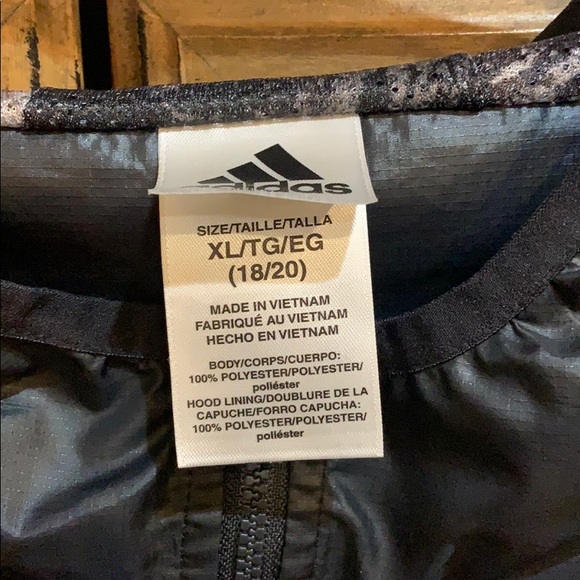 adidas
SIZE/TAILLE/TALLA
XL/TG/EG
(18/20)
MADE IN VIETNAM
FABRIQUÉ AU VIETNAM
HECHO EN VIETNAM
BODY/CORPS/CUERPO:
100% POLYESTER/POLYESTER/
poliéster
HOOD LINING/DOUBLURE DE LA
CAPUCHE/FORRO CAPUCHA:
100% POLYESTER/POLYESTER/
poliéster